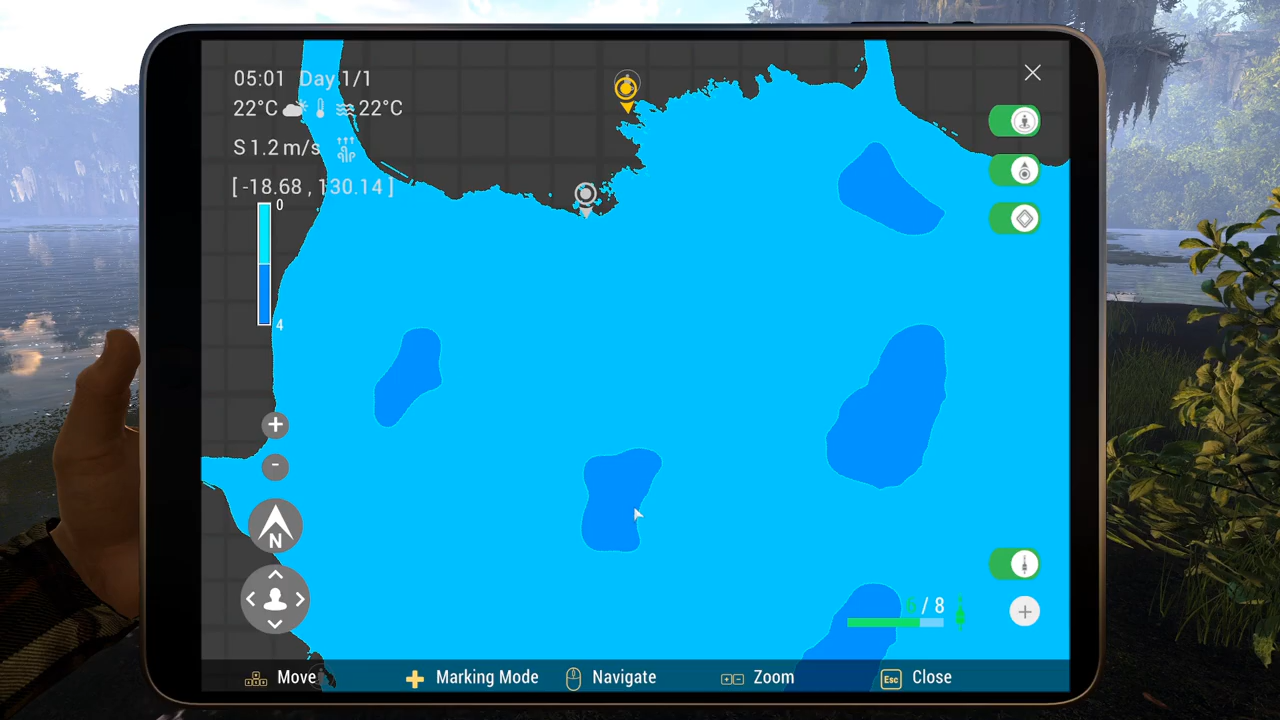 05:01 Day 1/1
22°C 22°C
S 1.2 m/s
[ -18.68 , 130.14 ]
0
4
+
-
N
6 / 8
Move
Marking Mode
Navigate
Zoom
Esc Close